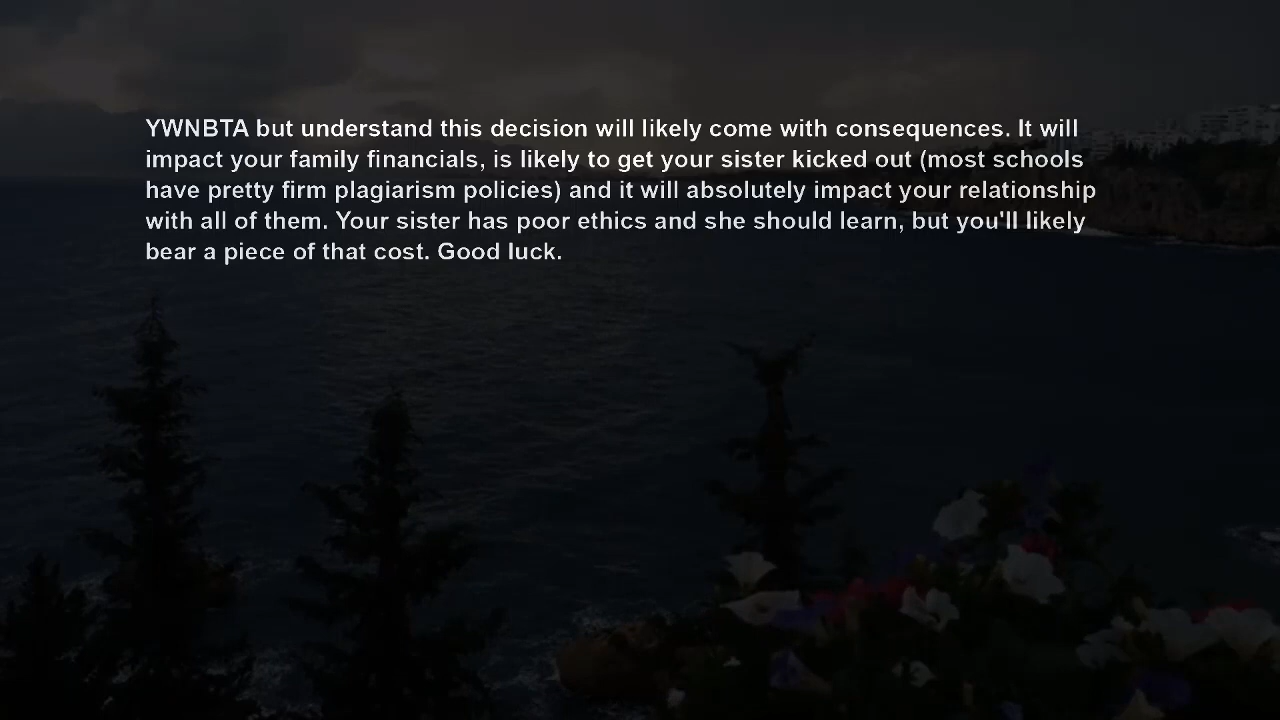 YWNBTA but understand this decision will likely come with consequences. It will
impact your family financials, is likely to get your sister kicked out (most schools
have pretty firm plagiarism policies) and it will absolutely impact your relationship
with all of them. Your sister has poor ethics and she should learn, but you'll likely
bear a piece of that cost. Good luck.